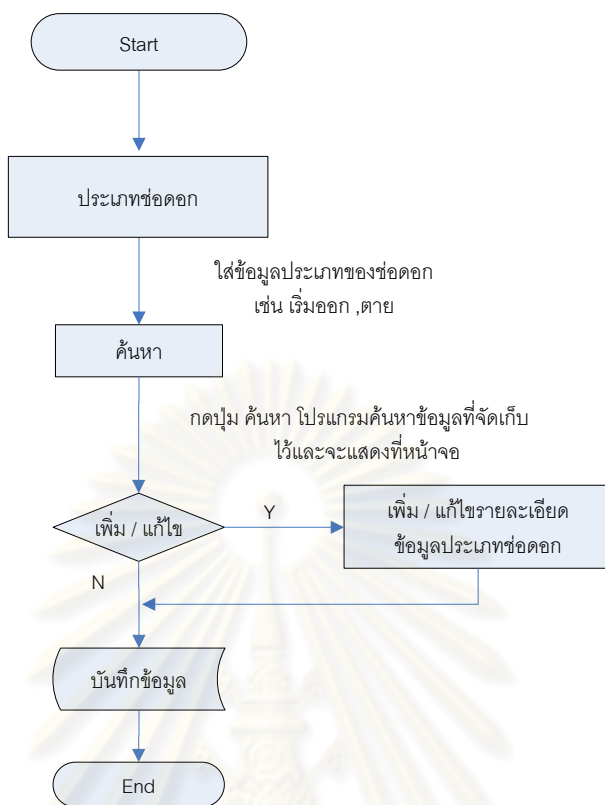 Start
ประเภทช่อดอก
ใส่ข้อมูลประเภทของช่อดอก
เช่น เริ่มออก ,ตาย
ค้นหา
กดปุ่ม ค้นหา โปรแกรมค้นหาข้อมูลที่จัดเก็บ
ไว้และจะแสดงที่หน้าจอ
เพิ่ม / แก้ไข
Y
เพิ่ม / แก้ไขรายละเอียด
ข้อมูลประเภทช่อดอก
N
บันทึกข้อมูล
End